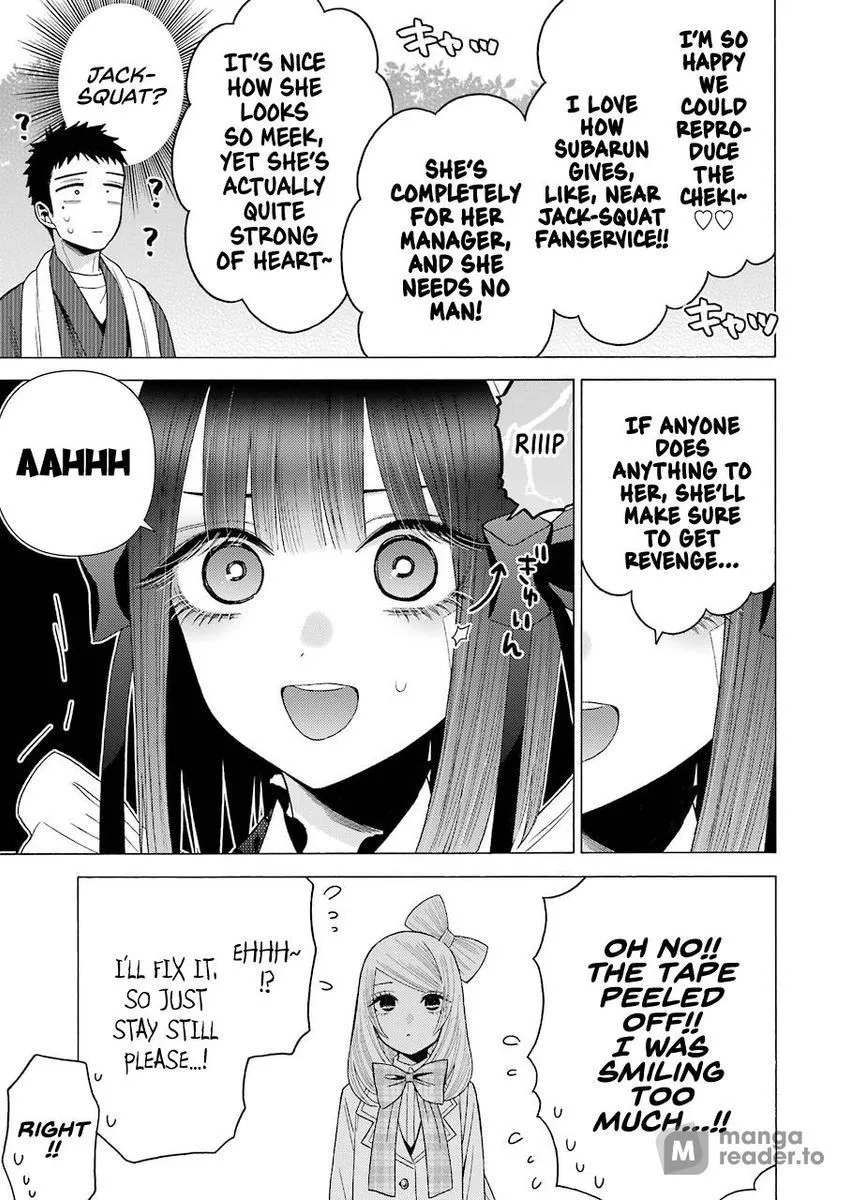 I'M SO
HAPPY
WE
COULD
REPRO-
DUCE
THE
CHEKI~
♡♡
I LOVE
HOW
SUBARUN
GIVES,
LIKE, NEAR
JACK-SQUAT
FANSERVICE!!
キャッ
SHE'S
COMPLETELY
FOR HER
MANAGER,
AND SHE
NEEDS NO
MAN!
キャッ
IT'S NICE
HOW SHE
LOOKS
SO MEEK,
YET SHE'S
ACTUALLY
QUITE
STRONG
OF HEART~
JACK-
SQUAT?
?
?
?
IF ANYONE
DOES
ANYTHING TO
HER, SHE'LL
MAKE SURE
TO GET
REVENGE...
RIIIP
ぎゅいん
AAHHH
OH NO!!
THE TAPE
PEELED
OFF!!
I WAS
SMILING
TOO
MUCH...!!
EHHH~
!?
I'LL FIX IT,
SO JUST
STAY STILL
PLEASE...!
RIGHT
!!
M manga
reader.to